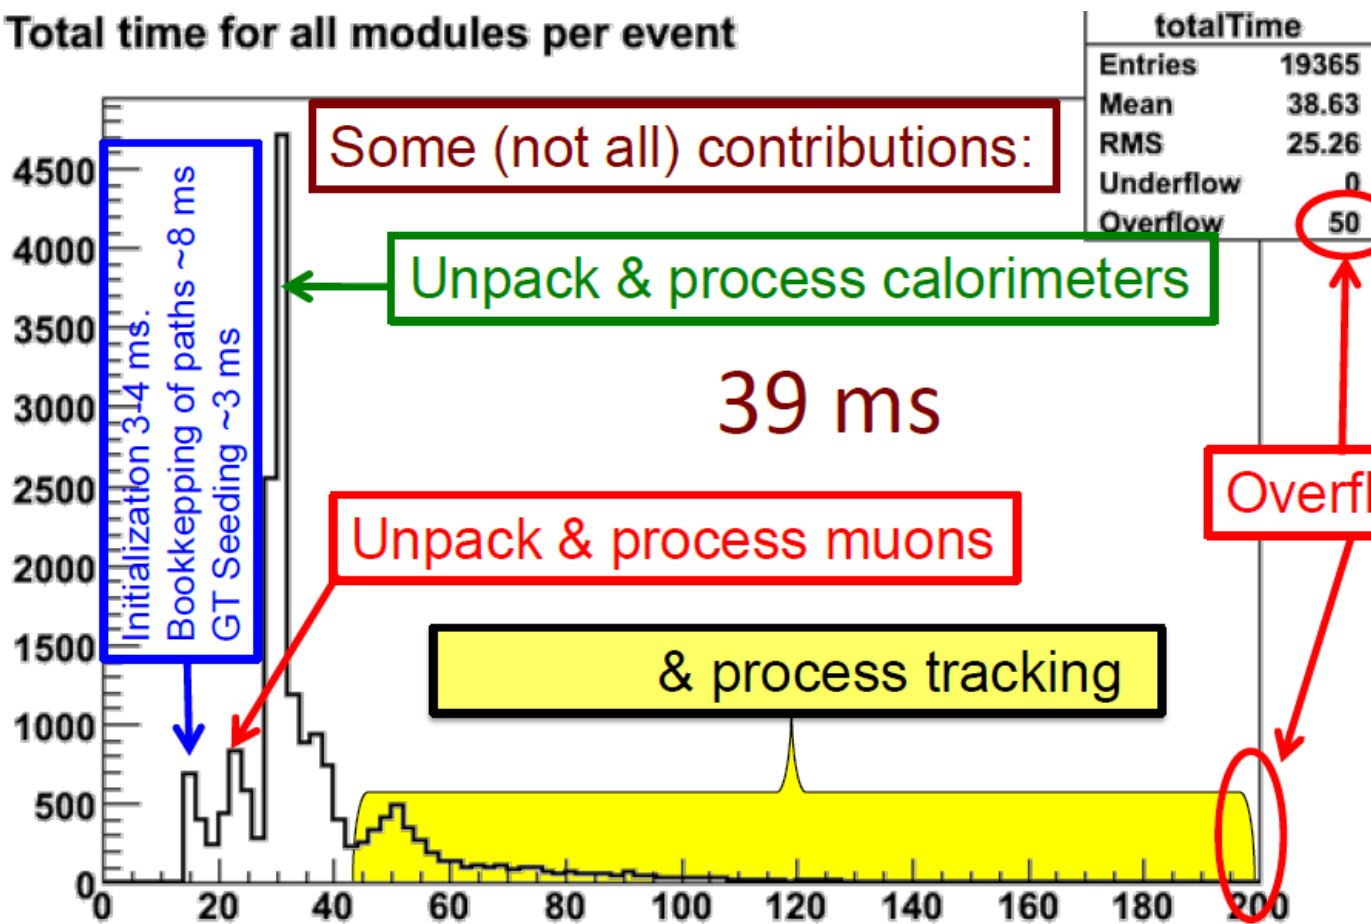 Total time for all modules per event
totalTime
Entries 19365
Mean 38.63
RMS 25.26
Underflow 0
Overflow 50
Some (not all) contributions:
Unpack & process calorimeters
39 ms
Overfl
Unpack & process muons
& process tracking
Initialization 3-4 ms.
Bookkepping of paths ~8 ms
GT Seeding ~3 ms
4500
4000
3500
3000
2500
2000
1500
1000
500
0
0 20 40 60 80 100 120 140 160 180 200